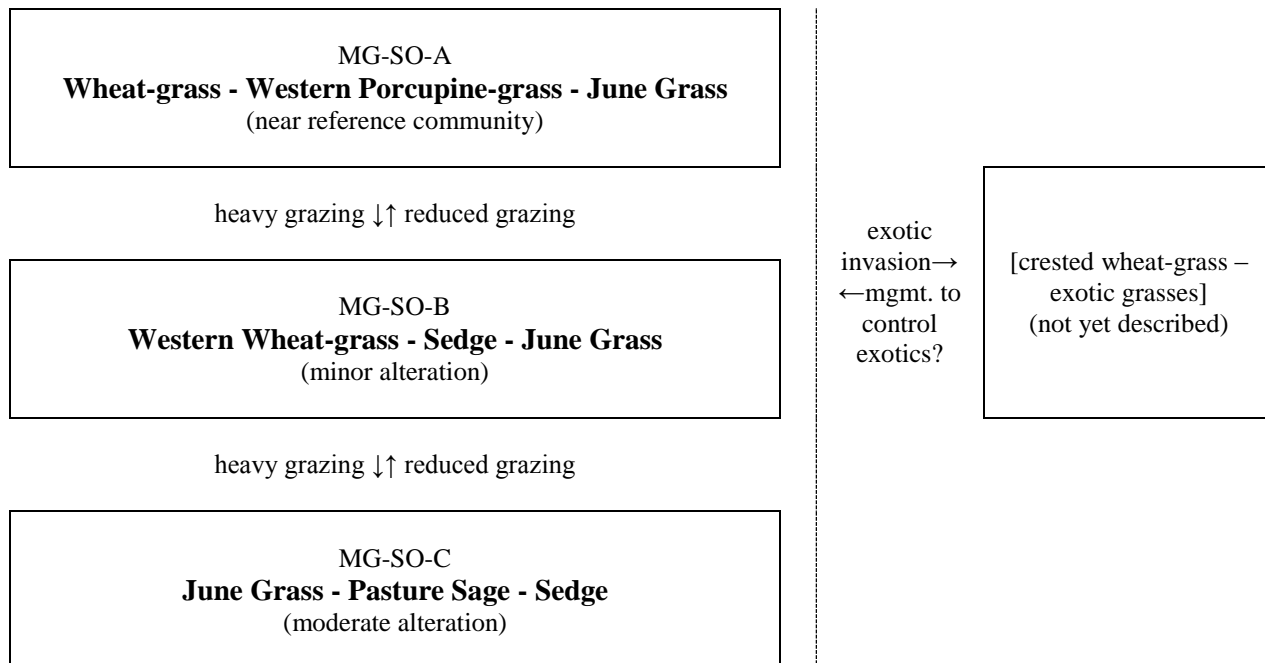 MG-SO-A
Wheat-grass - Western Porcupine-grass - June Grass
(near reference community)
heavy grazing ↓↑ reduced grazing
MG-SO-B
Western Wheat-grass - Sedge - June Grass
(minor alteration)
heavy grazing ↓↑ reduced grazing
MG-SO-C
June Grass - Pasture Sage - Sedge
(moderate alteration)
exotic
invasion→
←mgmt. to
control
exotics?
[crested wheat-grass –
exotic grasses]
(not yet described)